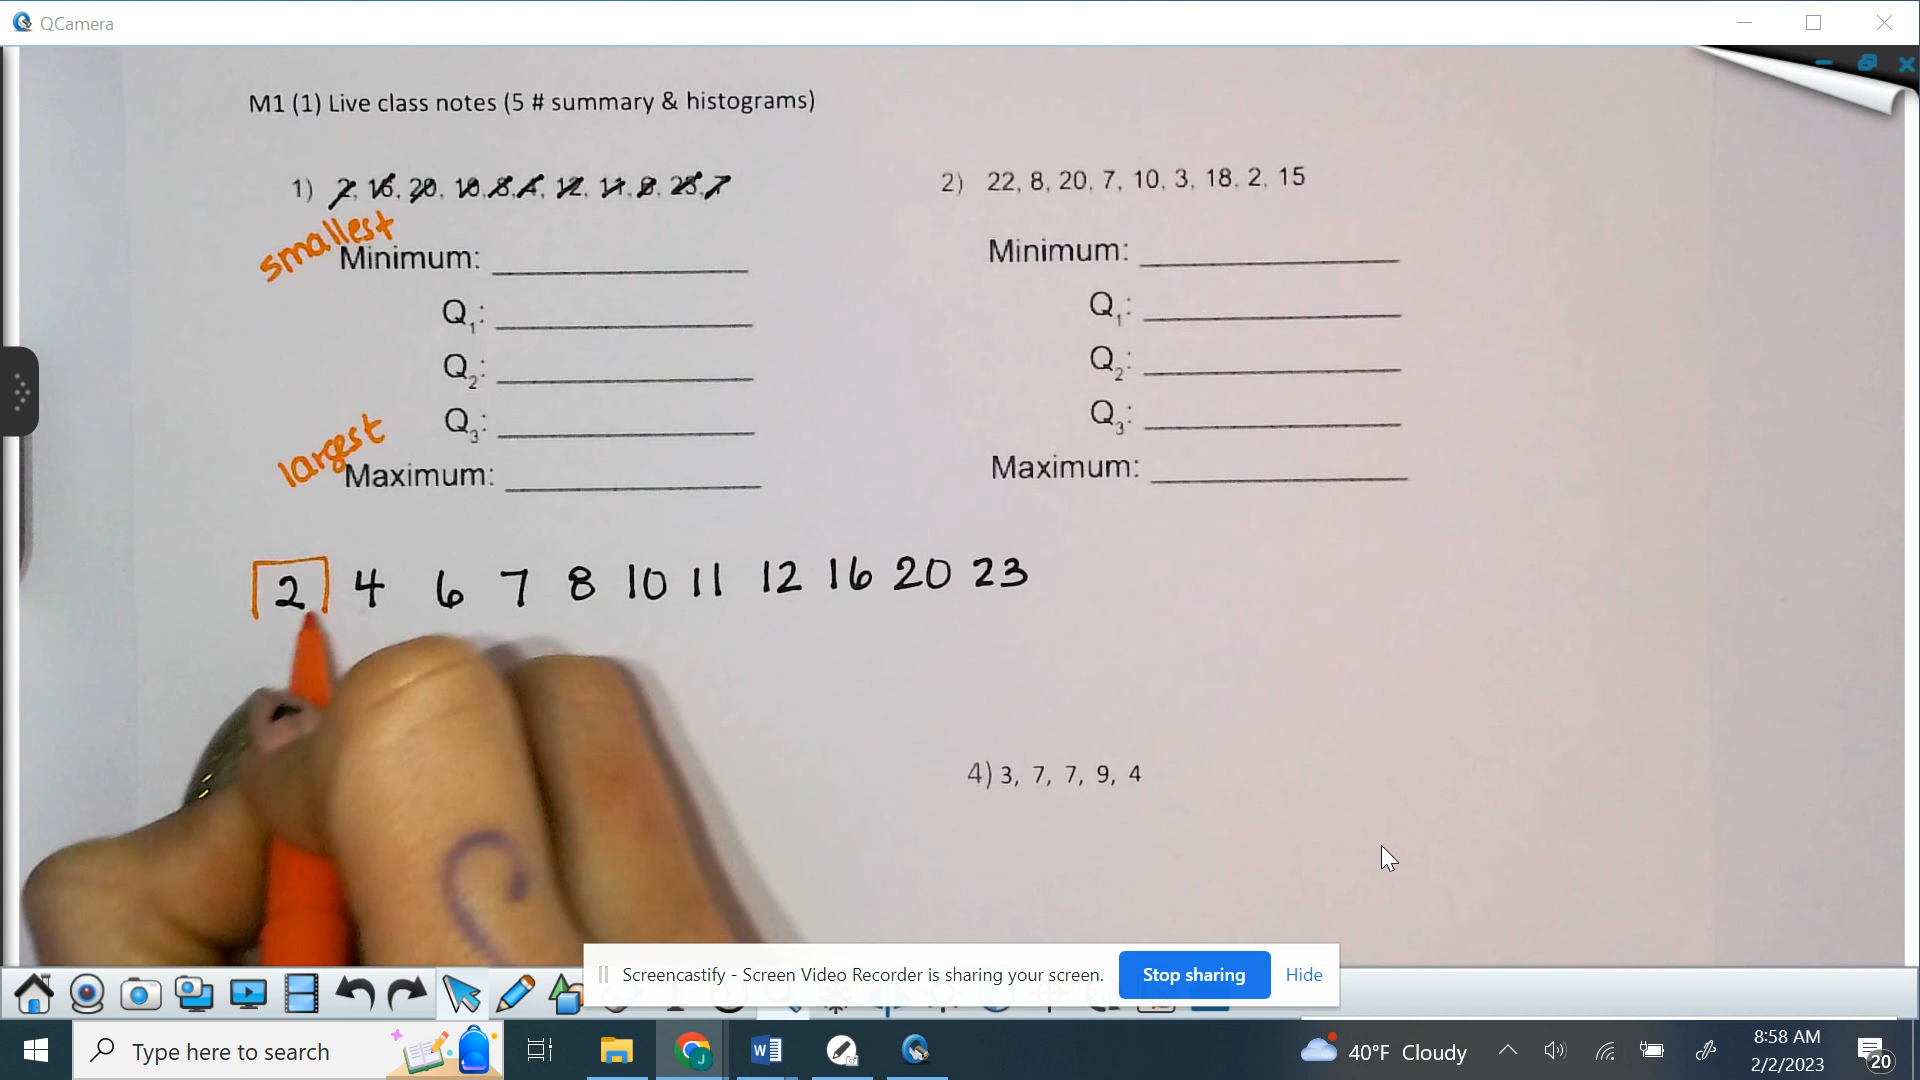 QCamera
M1 (1) Live class notes (5 # summary & histograms)
1) 2, 16, 20, 10, 8, 4, 12, 11, 23, 7
smallest
Minimum:
Q1:
Q2:
Q3:
largest
Maximum:
2) 22, 8, 20, 7, 10, 3, 18, 2, 15
Minimum:
Q1:
Q2:
Q3:
Maximum:
2 4 6 7 8 10 11 12 16 20 23
4) 3, 7, 7, 9, 4
Screencastify - Screen Video Recorder is sharing your screen.
Stop sharing
Hide
Type here to search
40°F Cloudy
8:58 AM
2/2/2023
20